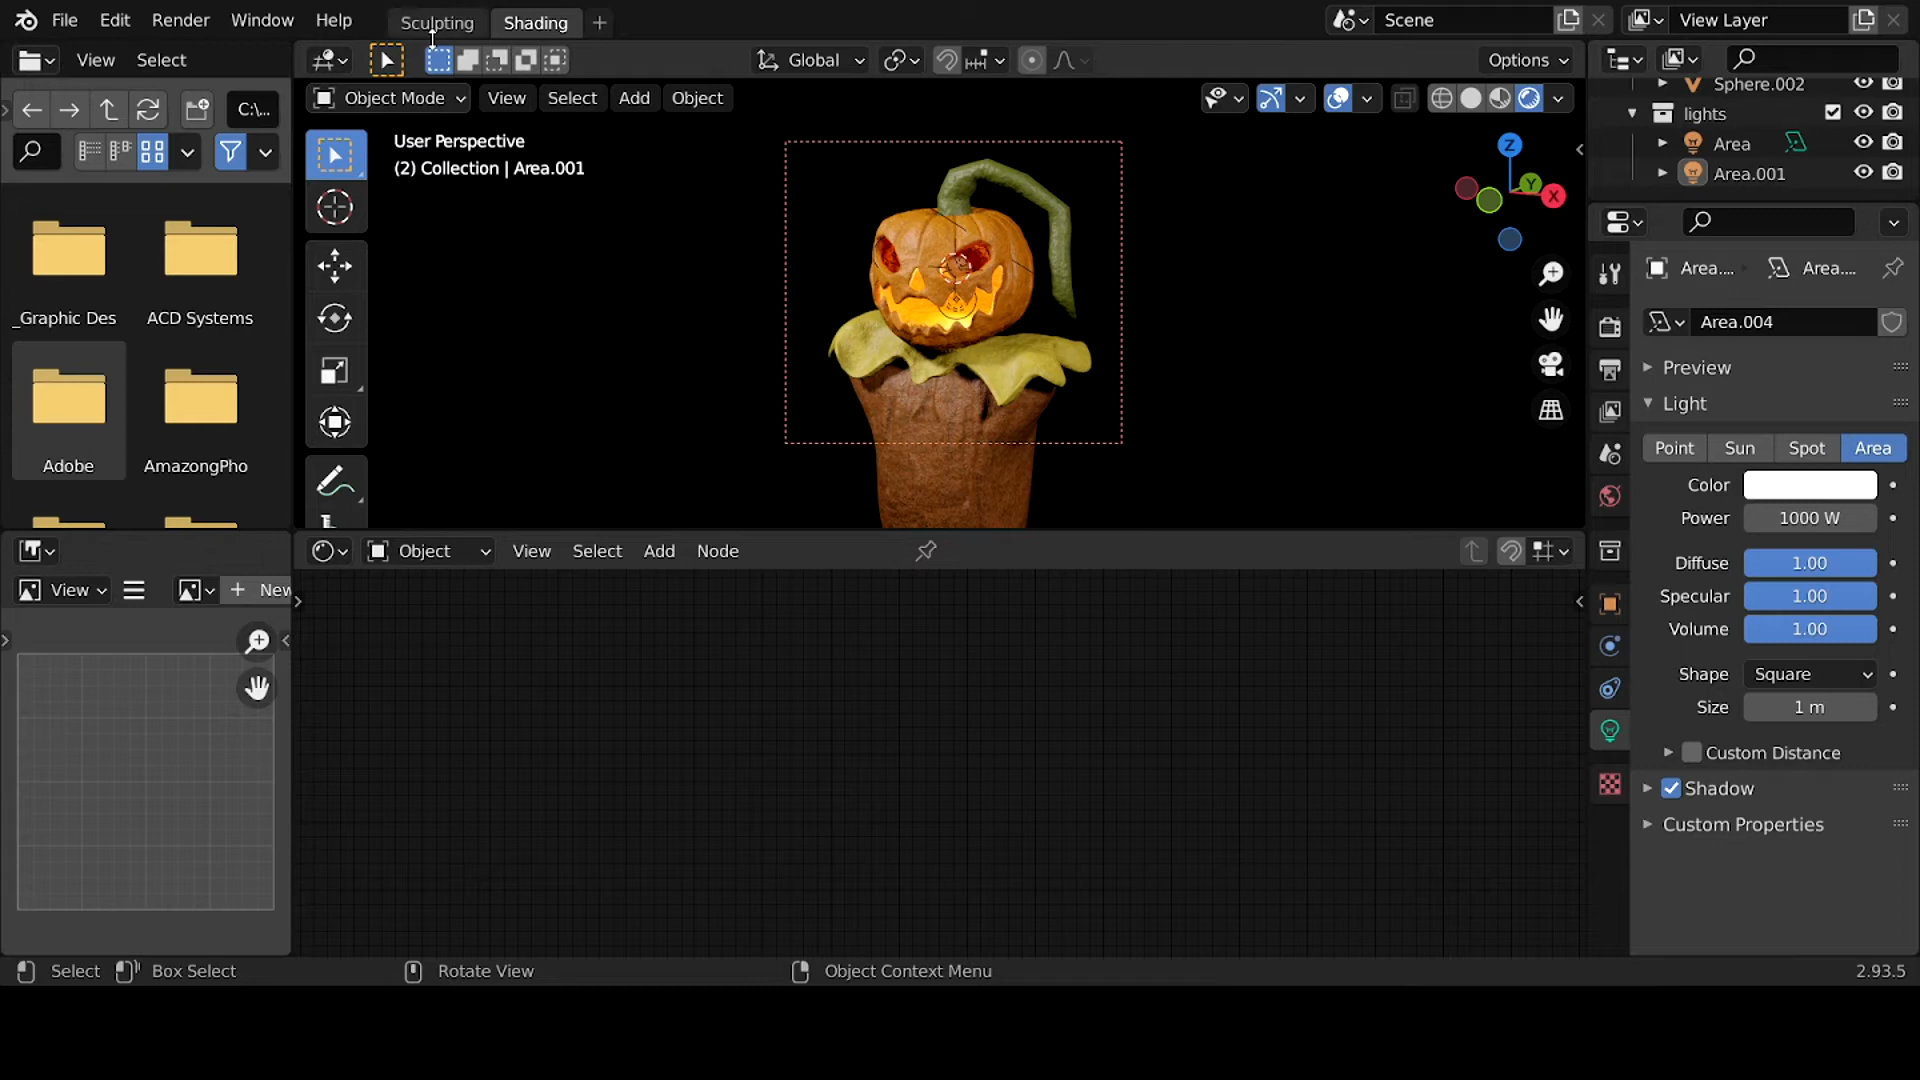 File Edit Render Window Help Sculpting Shading Scene View Layer
View Select Global Options
Object Mode View Select Add Object
C:\...
User Perspective
(2) Collection | Area.001
_Graphic Des ACD Systems
Adobe AmazongPho
Z
Y
X
Sphere.002
lights
Area
Area.001
Area.... Area....
Area.004
Preview
Light
Point Sun Spot Area
Color
Power 1000 W
Diffuse 1.00
Specular 1.00
Volume 1.00
Shape Square
Size 1 m
Custom Distance
Shadow
Custom Properties
Object View Select Add Node
View New
Select Box Select Rotate View Object Context Menu 2.93.5